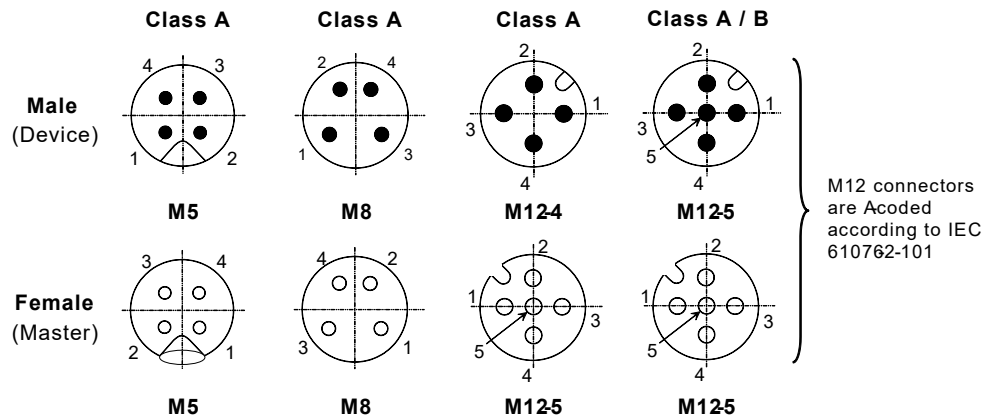 Class A Class A Class A Class A / B
4 3 2 4 2 2
Male
(Device)
1 1
3 3
1 2 1 3 5
4 4
M5 M8 M12-4 M12-5
M12 connectors
are A-coded
according to IEC
610762-101
3 4 4 2 2 2
Female
(Master)
1 1
3 3
2 1 3 1 5 5
4 4
M5 M8 M12-5 M12-5